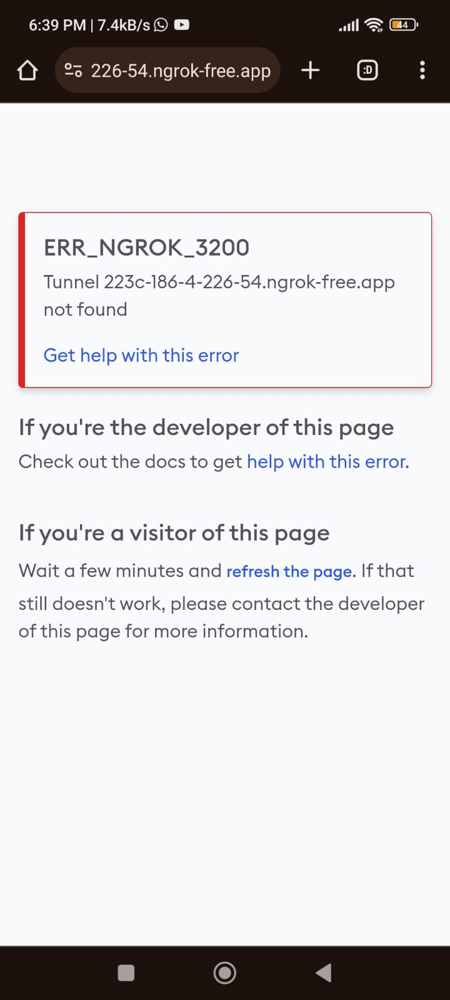 6:39 PM | 7.4kB/s 44
226-54.ngrok-free.app :D
ERR_NGROK_3200
Tunnel 223c-186-4-226-54.ngrok-free.app
not found
Get help with this error
If you're the developer of this page
Check out the docs to get help with this error.
If you're a visitor of this page
Wait a few minutes and refresh the page. If that
still doesn't work, please contact the developer
of this page for more information.